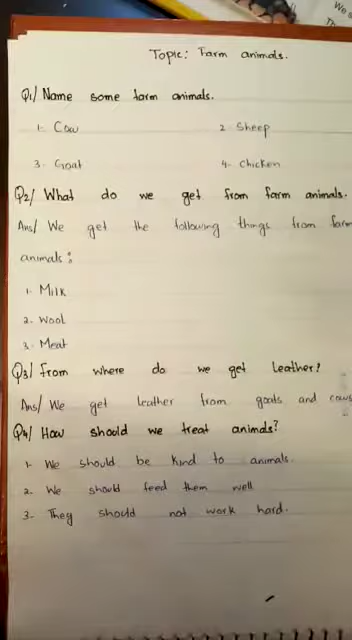 We s
Th
Topic: Farm animals.
Q1/ Name some farm animals.
1- Cow 2- Sheep
3- Goat 4- Chicken
Q2/ What do we get from farm animals.
Ans/ We get the following things from farm
animals:
1- Milk
2- Wool
3- Meat
Q3/ From where do we get Leather?
Ans/ We get leather from goats and cows
Q4/ How should we treat animals?
1- We should be kind to animals.
2- We should feed them well
3- They should not work hard.